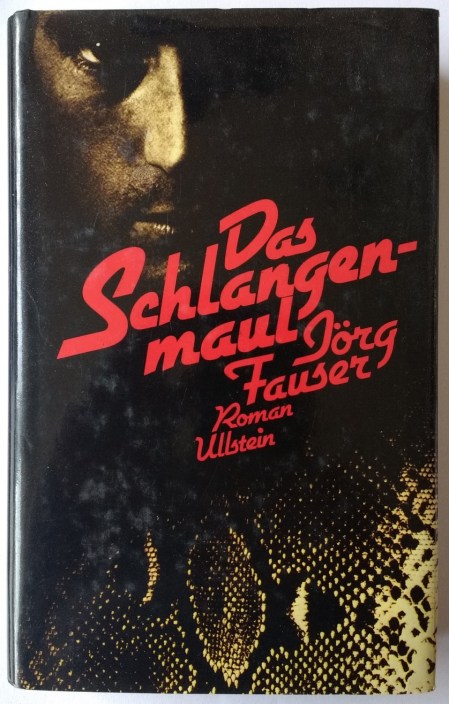 Das
Schlangen-
maul
Jörg
Fauser
Roman
Ullstein